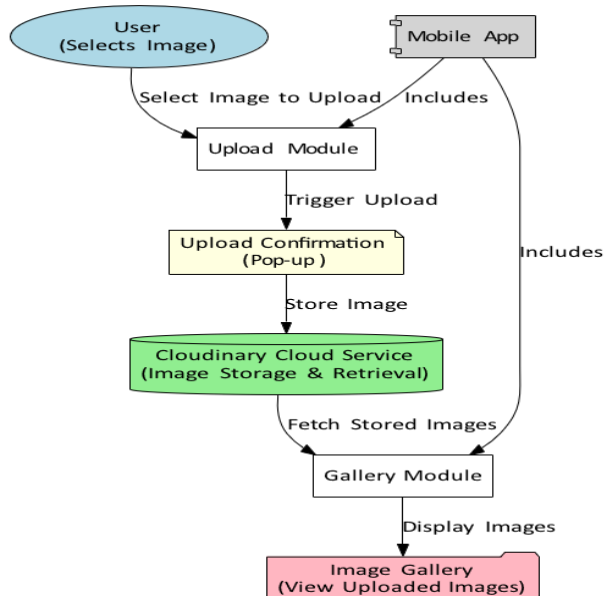 User
(Selects Image)
Mobile App
Select Image to Upload
Includes
Upload Module
Trigger Upload
Upload Confirmation
(Pop-up )
Includes
Store Image
Cloudinary Cloud Service
(Image Storage & Retrieval)
Fetch Stored Images
Gallery Module
Display Images
Image Gallery
(View Uploaded Images)